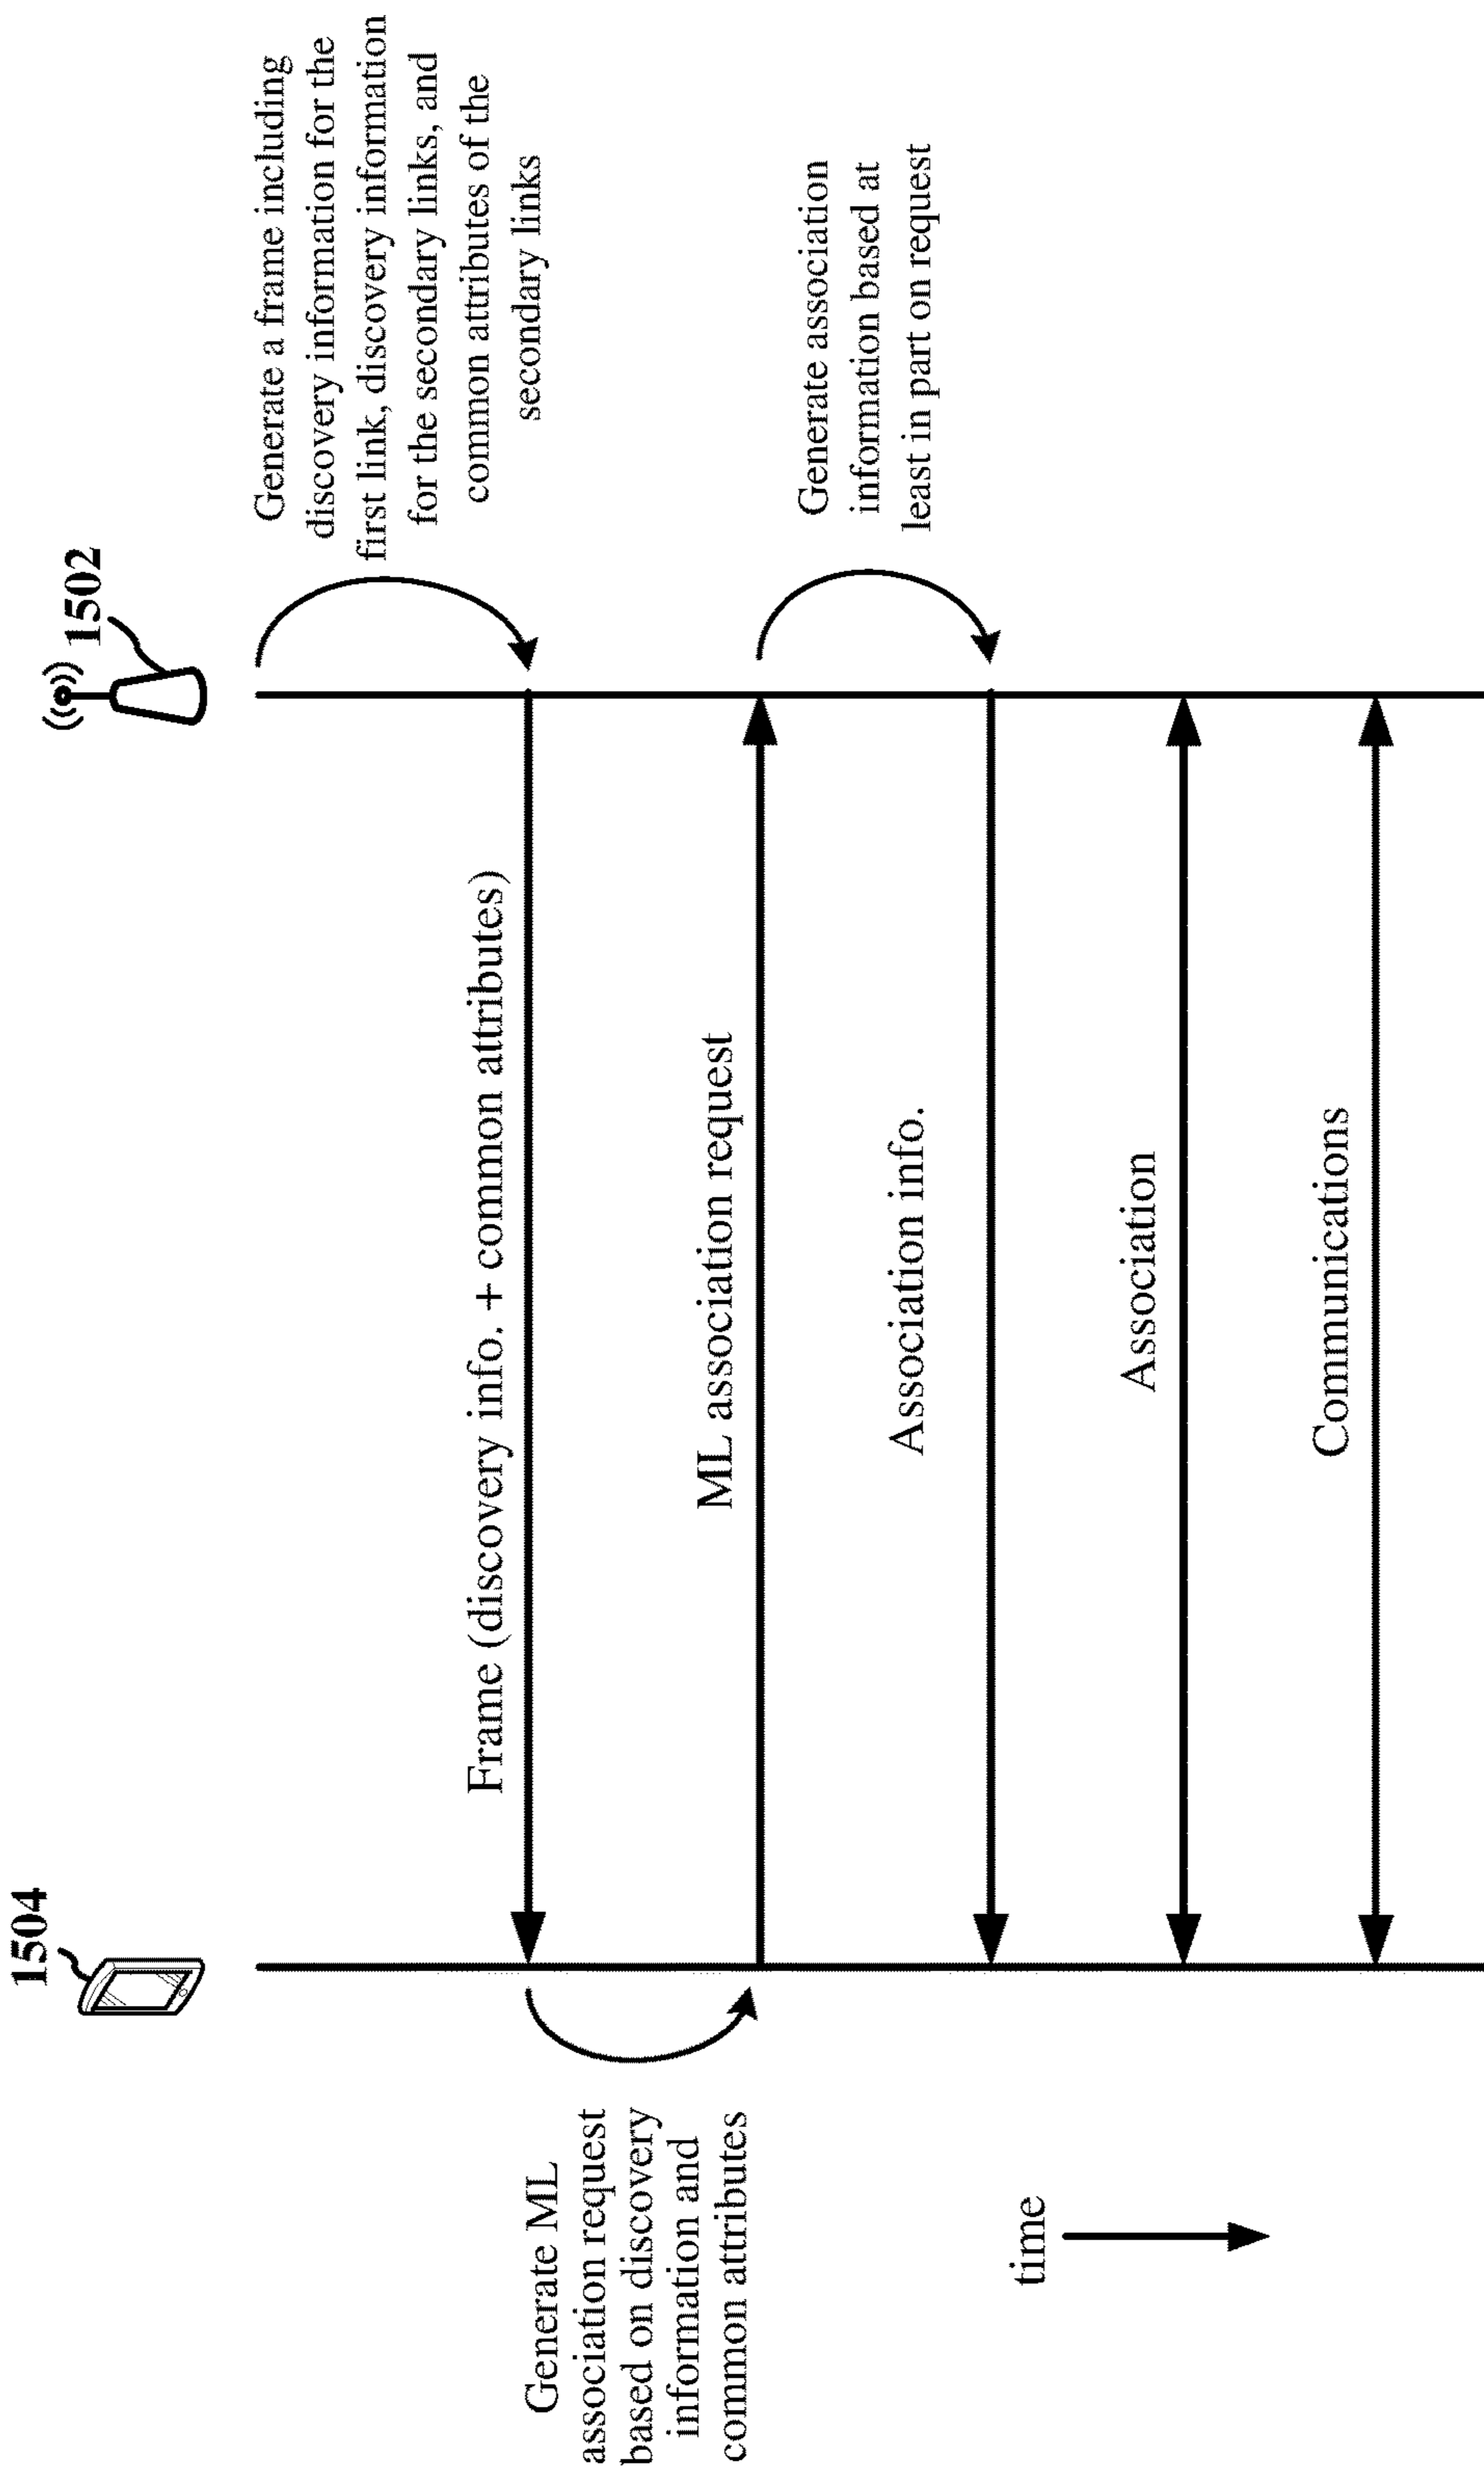 1504
1502
Generate a frame including
discovery information for the
first link, discovery information
for the secondary links, and
common attributes of the
secondary links
Frame (discovery info. + common attributes)
Generate ML
association request
based on discovery
information and
common attributes
ML association request
Generate association
information based at
least in part on request
Association info.
time
Association
Communications